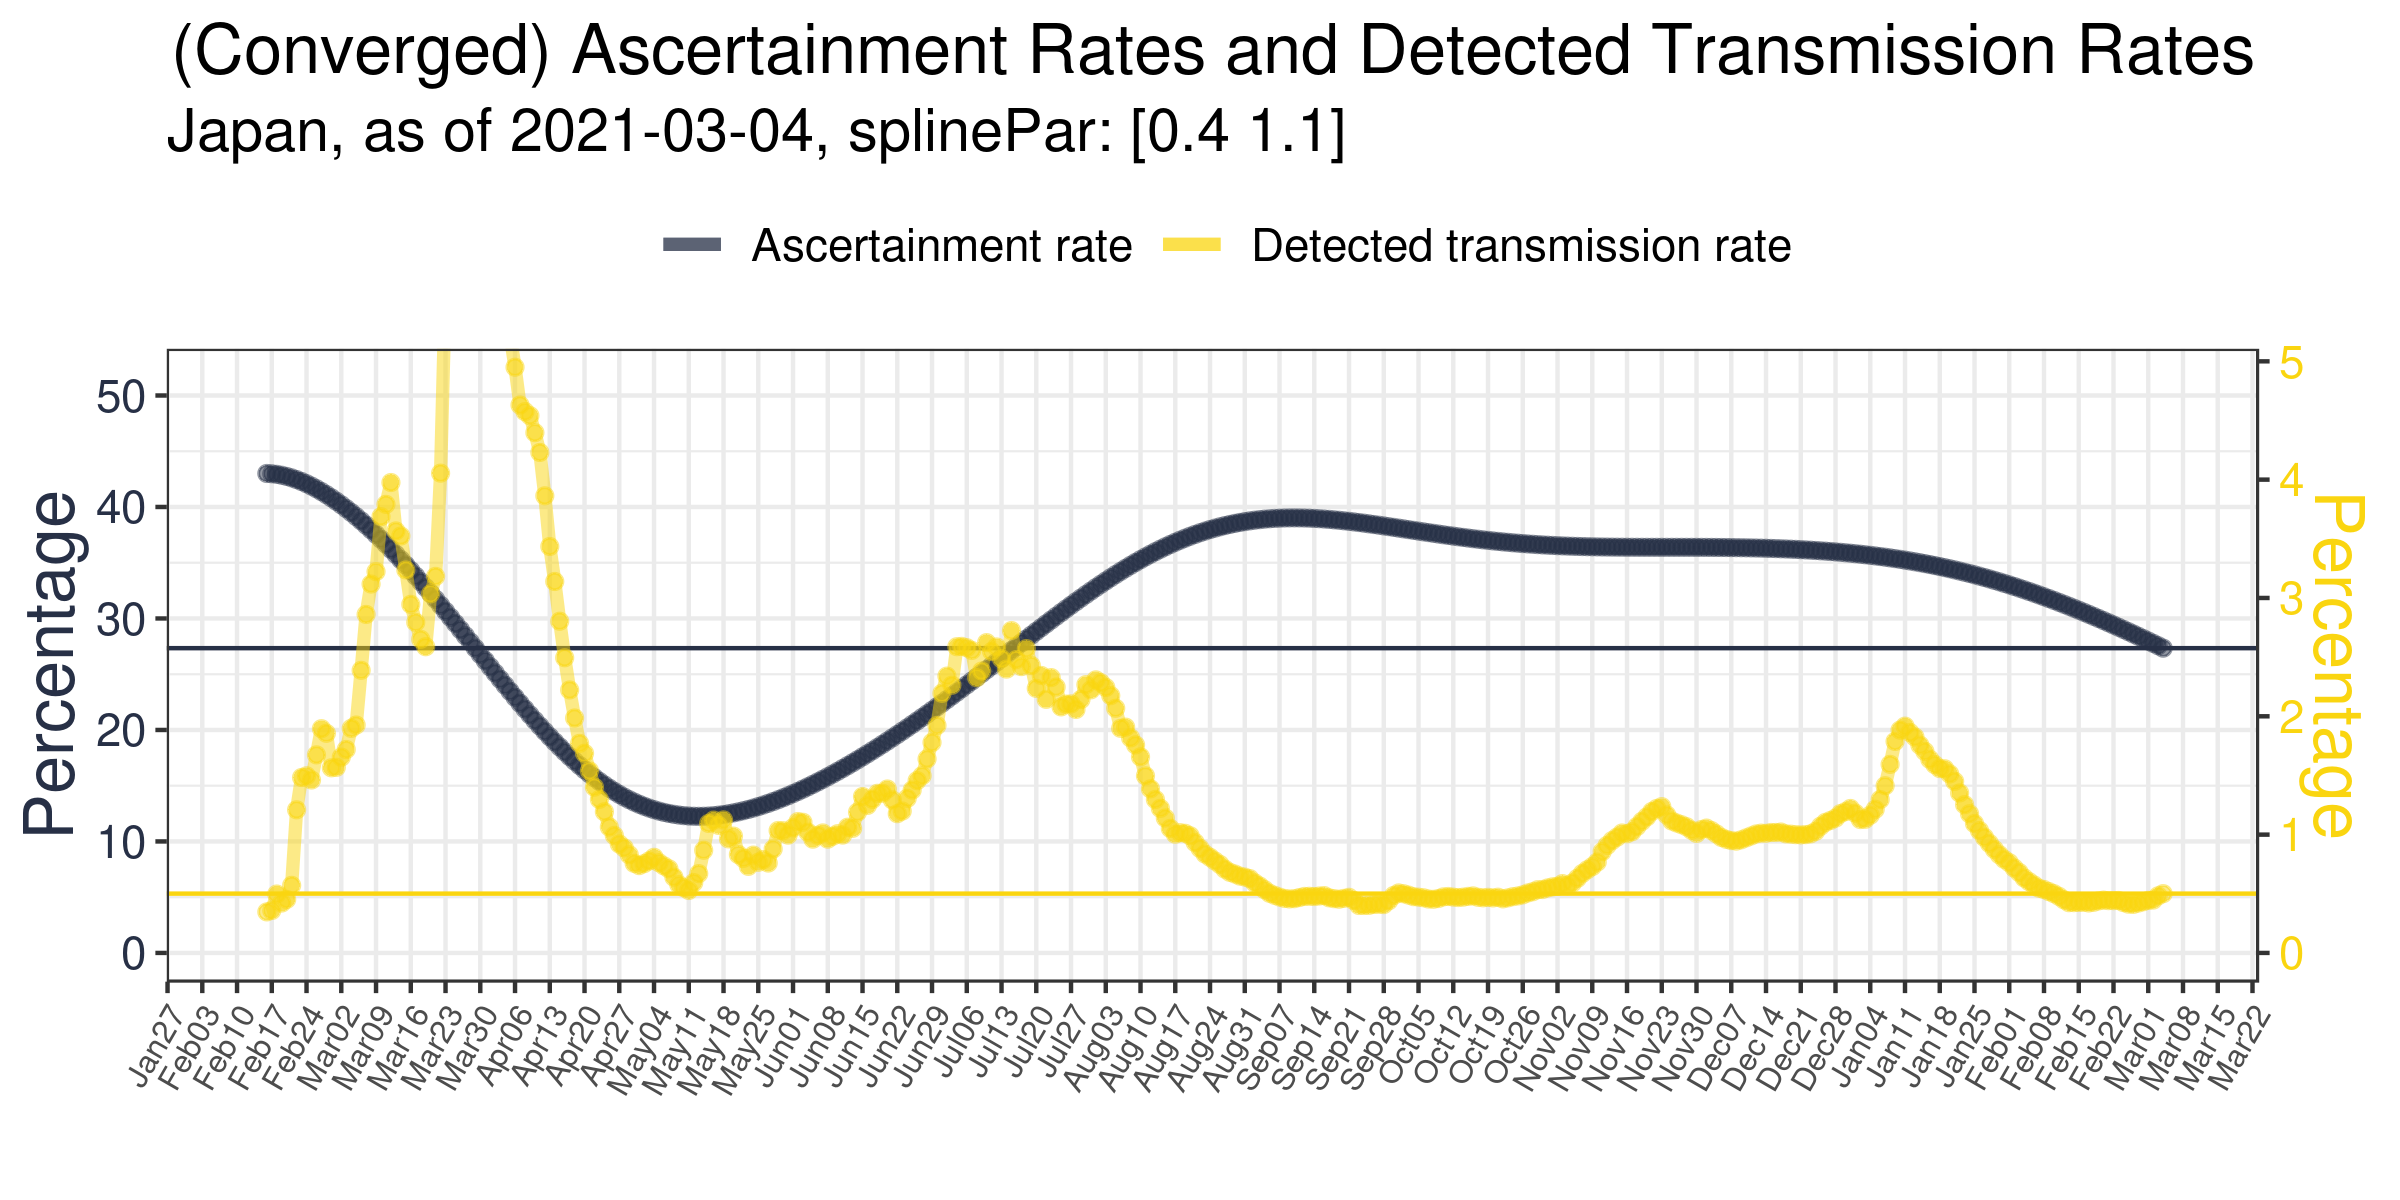 (Converged) Ascertainment Rates and Detected Transmission Rates
Japan, as of 2021-03-04, splinePar: [0.4 1.1]
Ascertainment rate Detected transmission rate
Percentage
50
40
30
20
10
0
5
4
3
2
1
0
Percentage
Jan27 Feb03 Feb10 Feb17 Feb24 Mar02 Mar09 Mar16 Mar23 Mar30 Apr06 Apr13 Apr20 Apr27 May04 May11 May18 May25 Jun01 Jun08 Jun15 Jun22 Jun29 Jul06 Jul13 Jul20 Jul27 Aug03 Aug10 Aug17 Aug24 Aug31 Sep07 Sep14 Sep21 Sep28 Oct05 Oct12 Oct19 Oct26 Nov02 Nov09 Nov16 Nov23 Nov30 Dec07 Dec14 Dec21 Dec28 Jan04 Jan11 Jan18 Jan25 Feb01 Feb08 Feb15 Feb22 Mar01 Mar08 Mar15 Mar22